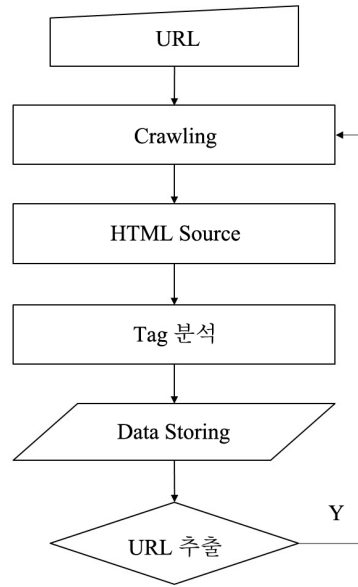 URL
Crawling
HTML Source
Tag 분석
Data Storing
Y
URL 추출